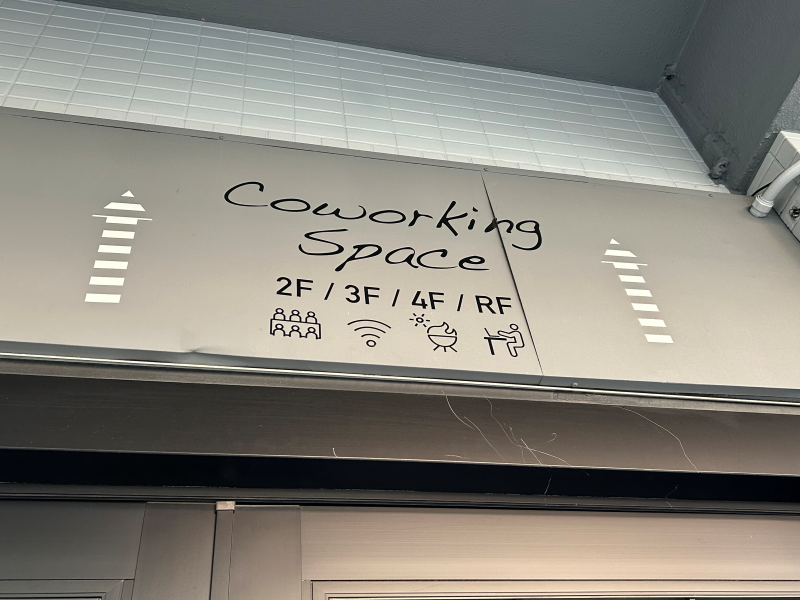 Coworking
Space
2F / 3F / 4F / RF